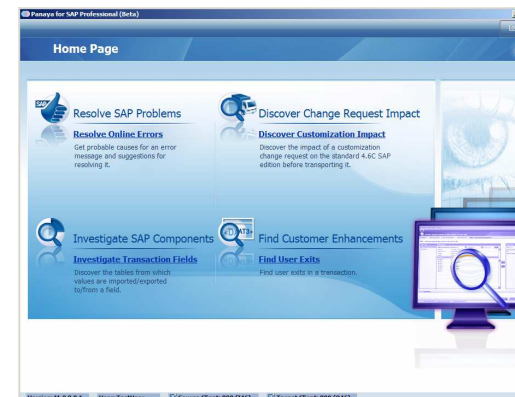 Panaya for SAP Professional (Beta)
Home Page
SAP
Resolve SAP Problems
Resolve Online Errors
Get probable causes for an error
message and suggestions for
resolving it.
Discover Change Request Impact
Discover Customization Impact
Discover the impact of a customization
change request on the standard 4.6C SAP
edition before transporting it.
Investigate SAP Components
Investigate Transaction Fields
Discover the tables from which
values are imported/exported
to/from a field.
Find Customer Enhancements
Find User Exits
Find user exits in a transaction.